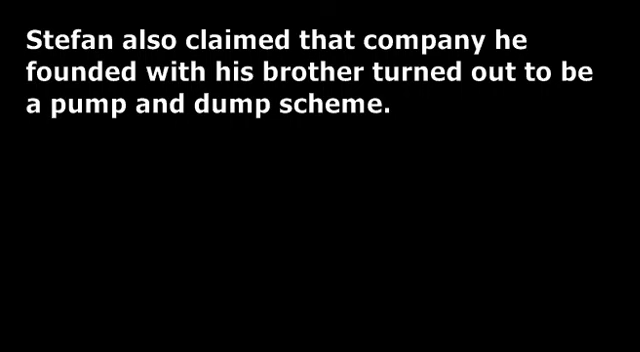 Stefan also claimed that company he
founded with his brother turned out to be
a pump and dump scheme.